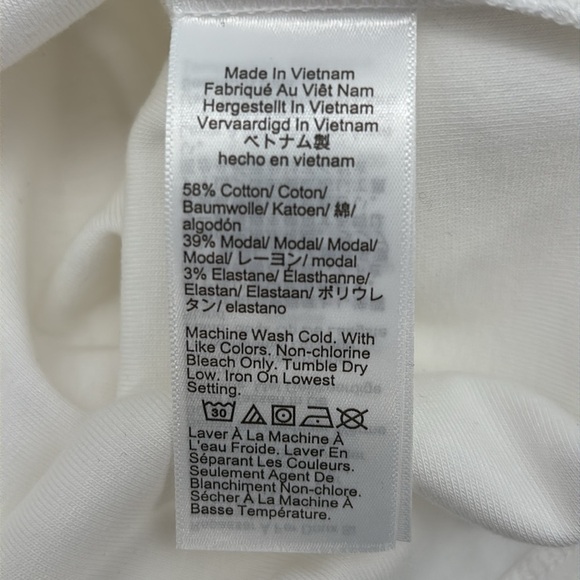 Made In Vietnam
Fabriqué Au Viêt Nam
Hergestellt In Vietnam
Vervaardigd In Vietnam
ベトナム製
hecho en vietnam
58% Cotton/ Coton/
Baumwolle/ Katoen/ 綿/
algodón
39% Modal/ Modal/ Modal/
Modal/ レーヨン/ modal
3% Elastane/ Élasthanne/
Elastan/ Elastaan/ ポリウレ
タン/ elastano
Machine Wash Cold. With
Like Colors. Non-chlorine
Bleach Only. Tumble Dry
Low. Iron On Lowest
Setting.
30
Laver À La Machine À
L'eau Froide. Laver En
Séparant Les Couleurs.
Seulement Agent De
Blanchiment Non-chlore.
Sécher À La Machine À
Basse Température.